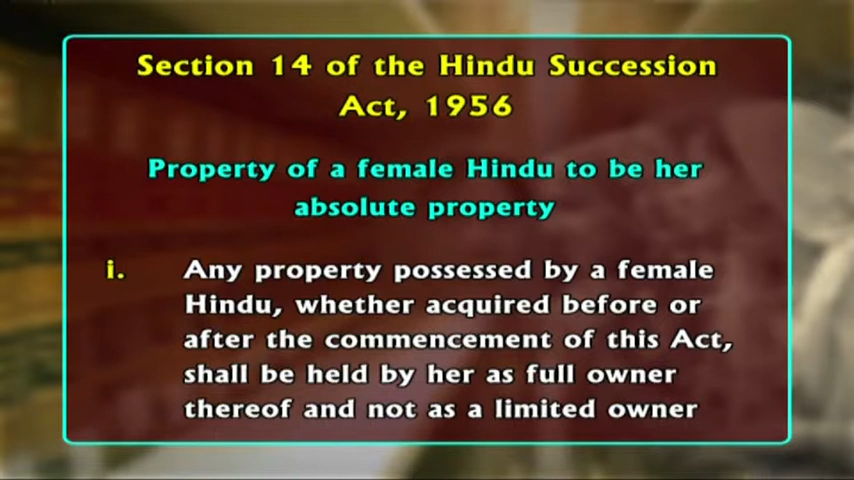 Section 14 of the Hindu Succession
Act, 1956
Property of a female Hindu to be her
absolute property
i. Any property possessed by a female
Hindu, whether acquired before or
after the commencement of this Act,
shall be held by her as full owner
thereof and not as a limited owner